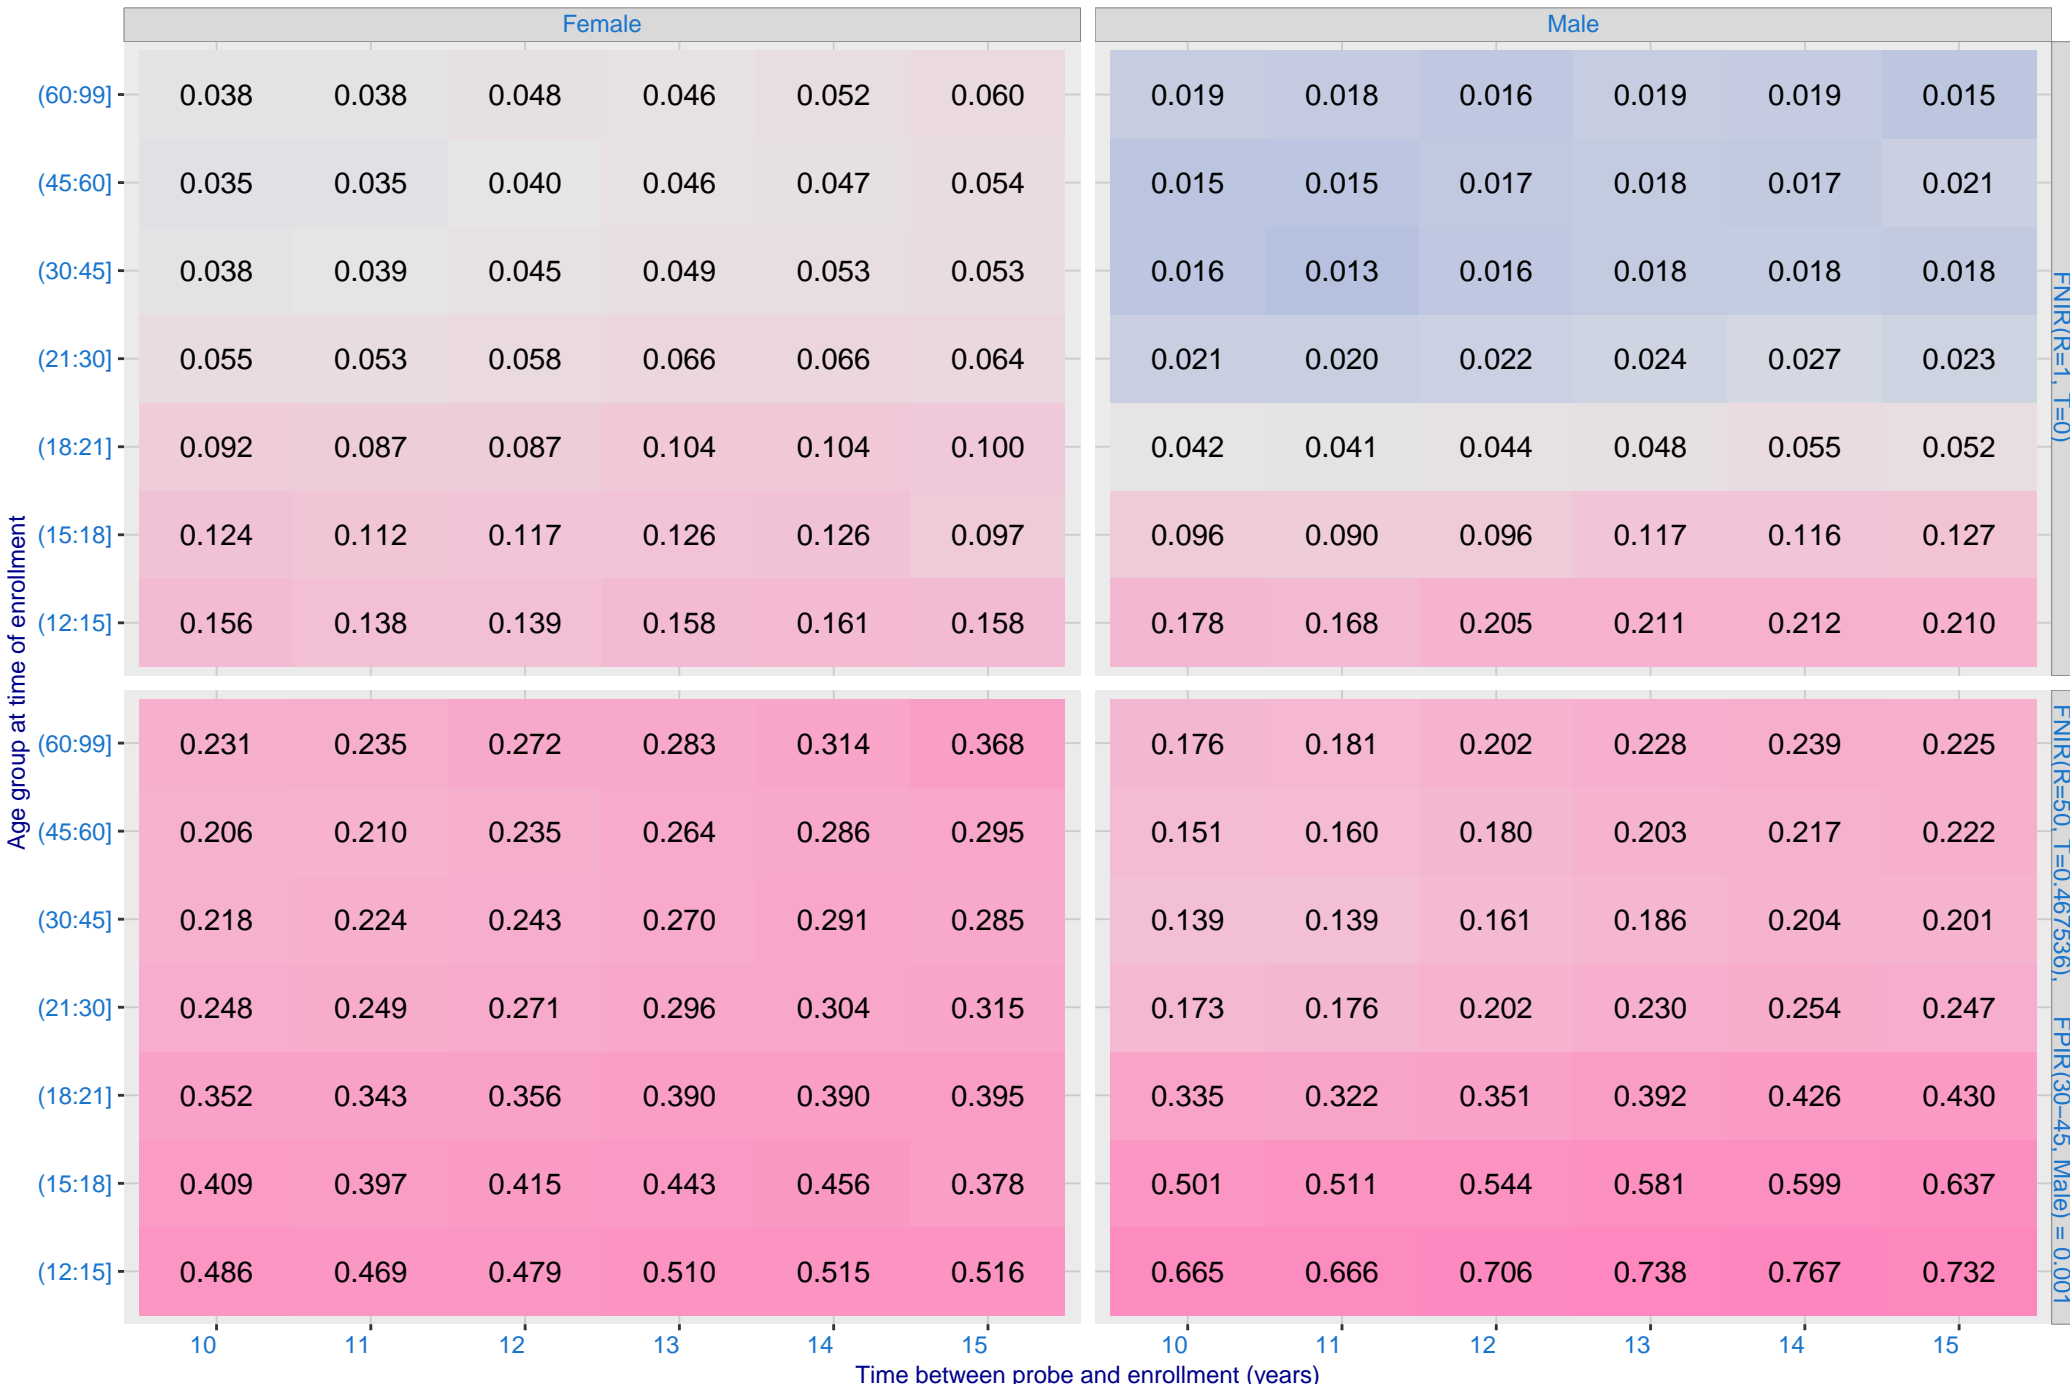 Female Male
(60:99] 0.038 0.038 0.048 0.046 0.052 0.060 0.019 0.018 0.016 0.019 0.019 0.015
(45:60] 0.035 0.035 0.040 0.046 0.047 0.054 0.015 0.015 0.017 0.018 0.017 0.021
(30:45] 0.038 0.039 0.045 0.049 0.053 0.053 0.016 0.013 0.016 0.018 0.018 0.018
(21:30] 0.055 0.053 0.058 0.066 0.066 0.064 0.021 0.020 0.022 0.024 0.027 0.023
(18:21] 0.092 0.087 0.087 0.104 0.104 0.100 0.042 0.041 0.044 0.048 0.055 0.052
(15:18] 0.124 0.112 0.117 0.126 0.126 0.097 0.096 0.090 0.096 0.117 0.116 0.127
(12:15] 0.156 0.138 0.139 0.158 0.161 0.158 0.178 0.168 0.205 0.211 0.212 0.210
FNIR(R=1, T=0)
Age group at time of enrollment
(60:99] 0.231 0.235 0.272 0.283 0.314 0.368 0.176 0.181 0.202 0.228 0.239 0.225
(45:60] 0.206 0.210 0.235 0.264 0.286 0.295 0.151 0.160 0.180 0.203 0.217 0.222
(30:45] 0.218 0.224 0.243 0.270 0.291 0.285 0.139 0.139 0.161 0.186 0.204 0.201
(21:30] 0.248 0.249 0.271 0.296 0.304 0.315 0.173 0.176 0.202 0.230 0.254 0.247
(18:21] 0.352 0.343 0.356 0.390 0.390 0.395 0.335 0.322 0.351 0.392 0.426 0.430
(15:18] 0.409 0.397 0.415 0.443 0.456 0.378 0.501 0.511 0.544 0.581 0.599 0.637
(12:15] 0.486 0.469 0.479 0.510 0.515 0.516 0.665 0.666 0.706 0.738 0.767 0.732
FNIR(R=50, T=0.467536), FPIR(30−45, Male) = 0.001
10 11 12 13 14 15 10 11 12 13 14 15
Time between probe and enrollment (years)